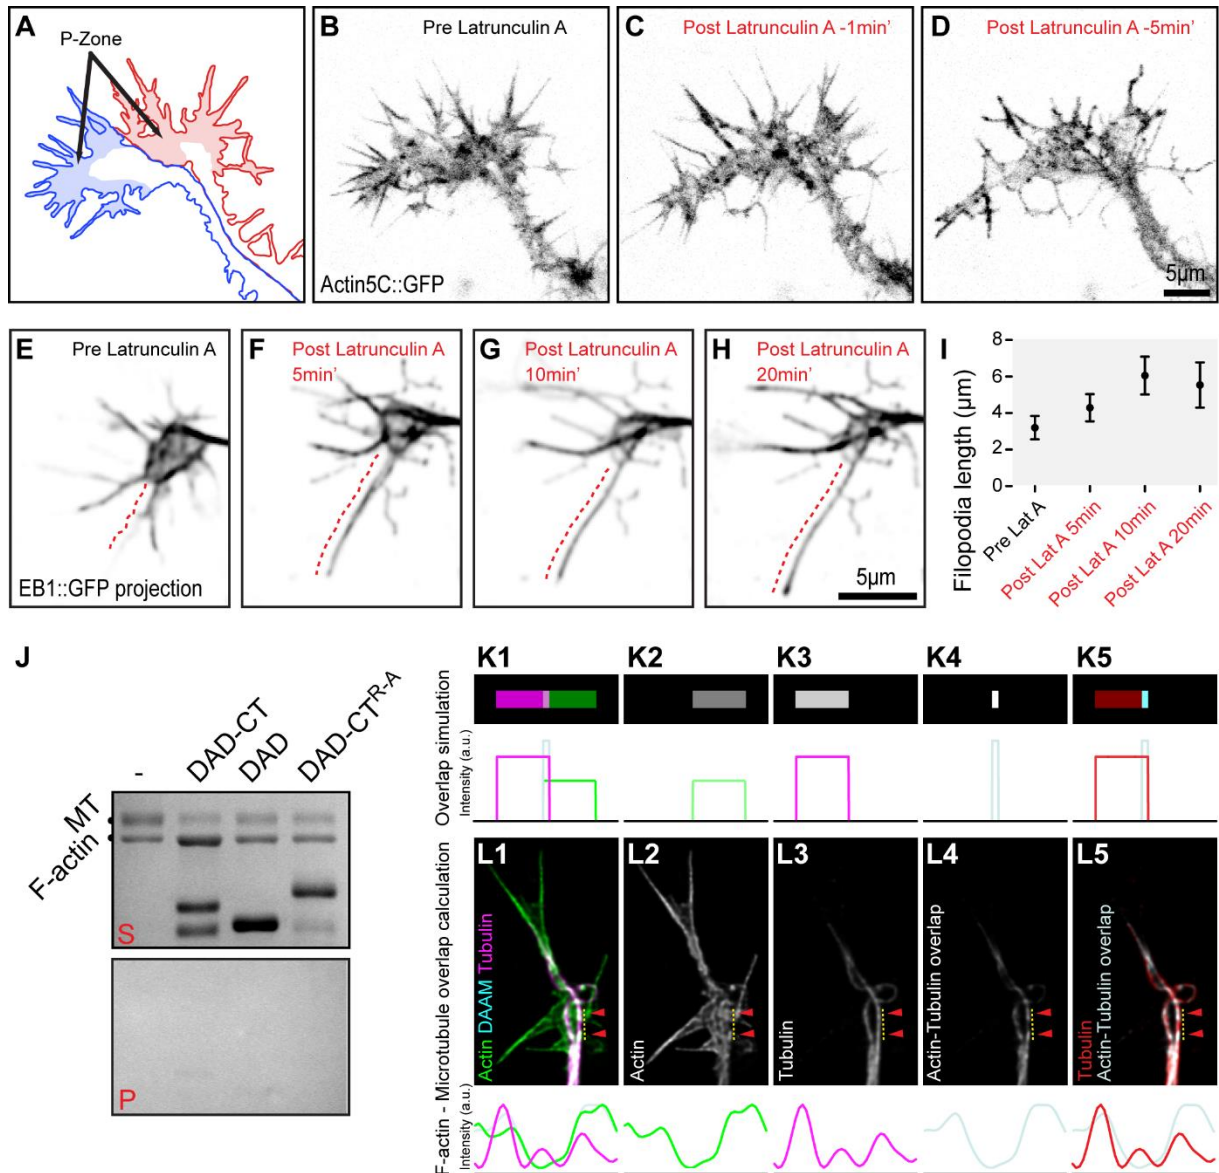 A
P-Zone
B
Pre Latrunculin A
Actin5C::GFP
C
Post Latrunculin A -1min'
D
Post Latrunculin A -5min'
5µm
E
Pre Latrunculin A
EB1::GFP projection
F
Post Latrunculin A
5min'
G
Post Latrunculin A
10min'
H
Post Latrunculin A
20min'
5µm
I
Filopodia length (µm)
8
6
4
2
0
Pre Lat A
Post Lat A 5min
Post Lat A 10min
Post Lat A 20min
J
-
DAD-CT
DAD
DAD-CT^R-A
MT
F-actin
S
P
K1
K2
K3
K4
K5
Overlap simulation
Intensity (a.u.)
F-actin - Microtubule overlap calculation
L1
Actin DAAM Tubulin
L2
Actin
L3
Tubulin
L4
Actin-Tubulin overlap
L5
Tubulin
Actin-Tubulin overlap
Intensity (a.u.)